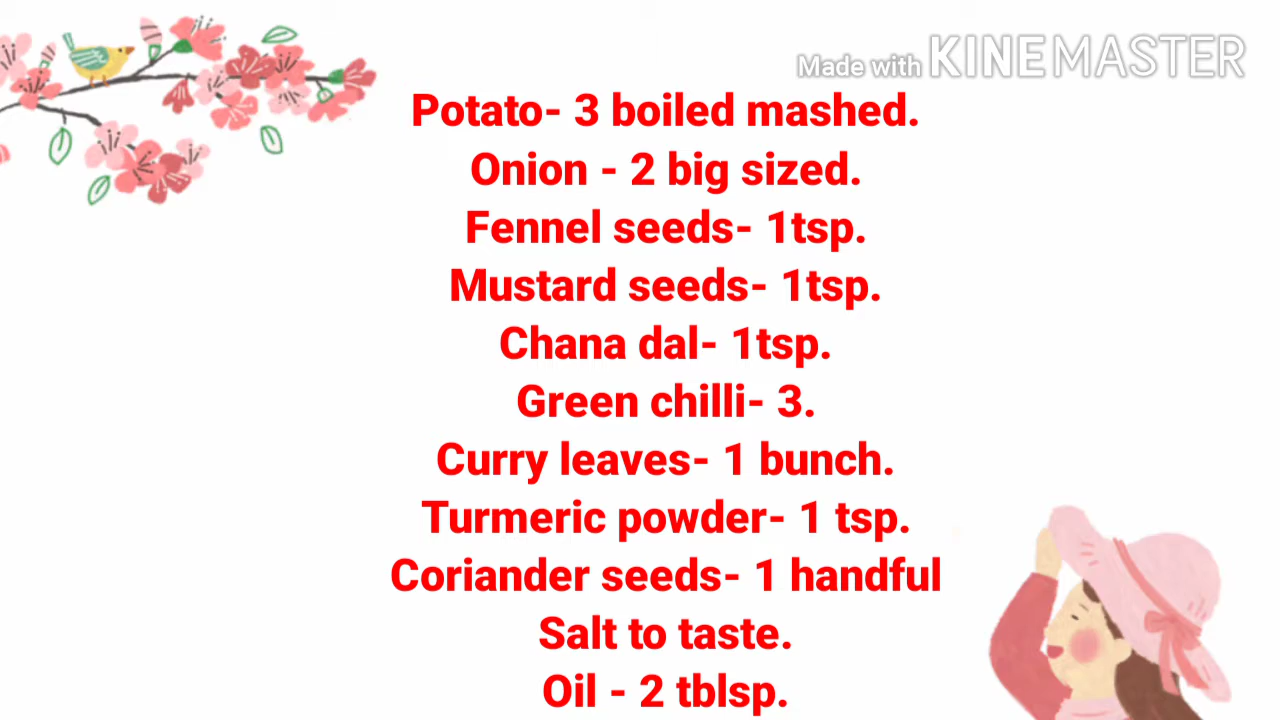 Made with KINEMASTER
Potato- 3 boiled mashed.
Onion - 2 big sized.
Fennel seeds- 1tsp.
Mustard seeds- 1tsp.
Chana dal- 1tsp.
Green chilli- 3.
Curry leaves- 1 bunch.
Turmeric powder- 1 tsp.
Coriander seeds- 1 handful
Salt to taste.
Oil - 2 tblsp.